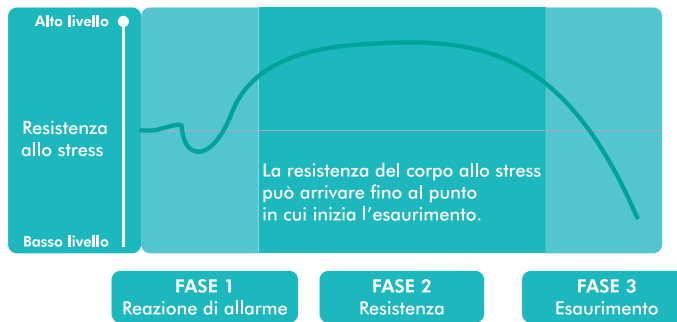 Alto livello
Resistenza
allo stress
Basso livello
La resistenza del corpo allo stress
può arrivare fino al punto
in cui inizia l’esaurimento.
FASE 1
Reazione di allarme
FASE 2
Resistenza
FASE 3
Esaurimento